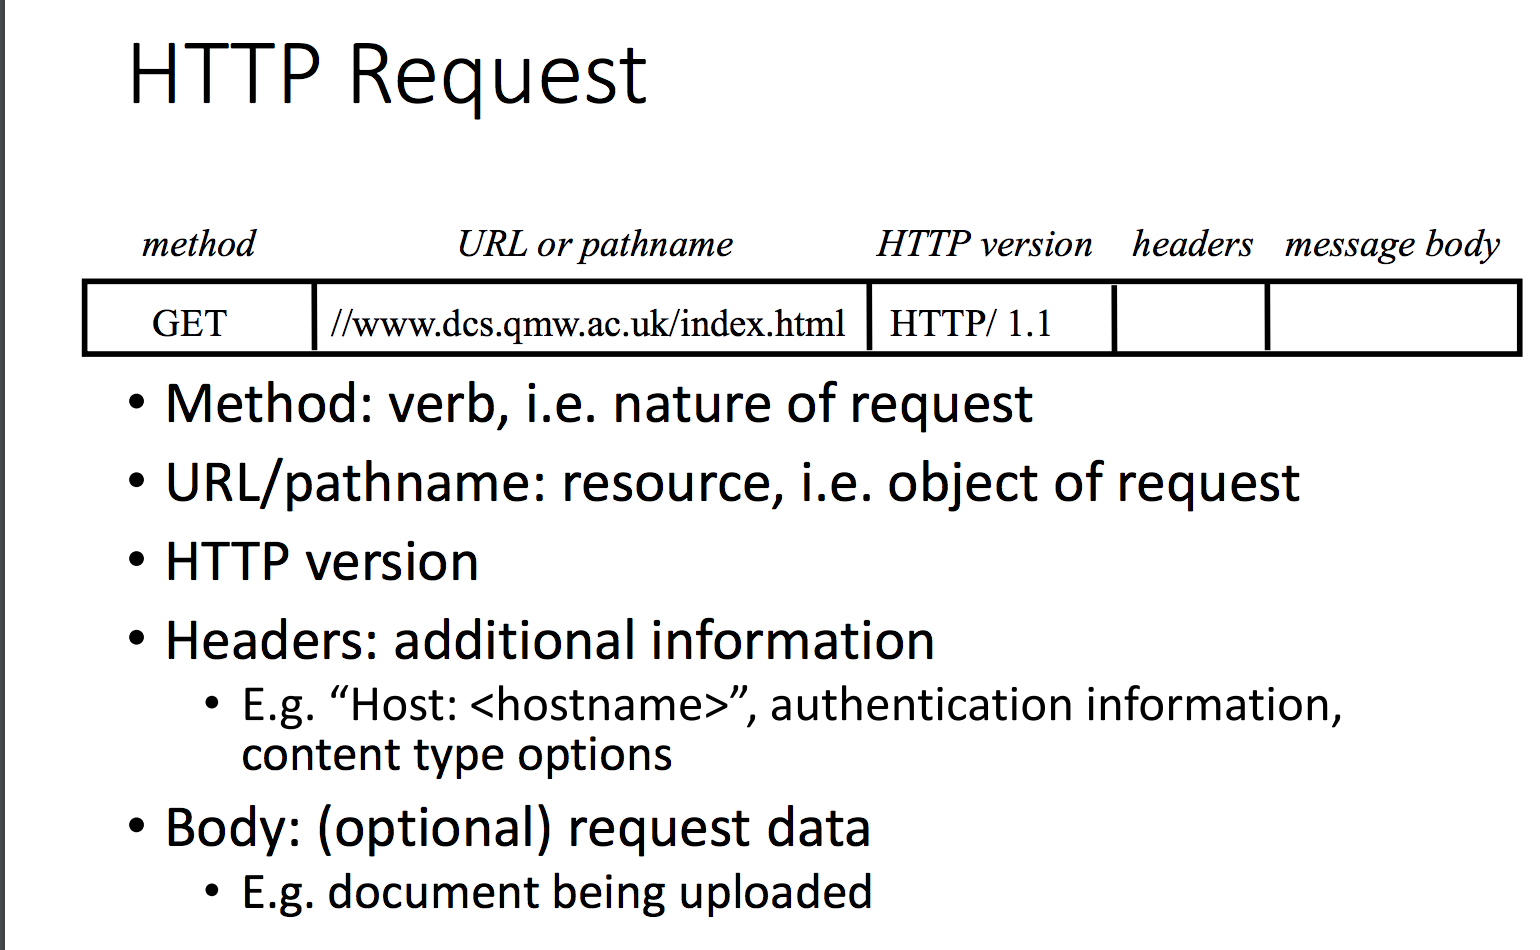 HTTP Request
method URL or pathname HTTP version headers message body
GET //www.dcs.qmw.ac.uk/index.html HTTP/ 1.1
• Method: verb, i.e. nature of request
• URL/pathname: resource, i.e. object of request
• HTTP version
• Headers: additional information
• E.g. “Host: <hostname>”, authentication information,
content type options
• Body: (optional) request data
• E.g. document being uploaded